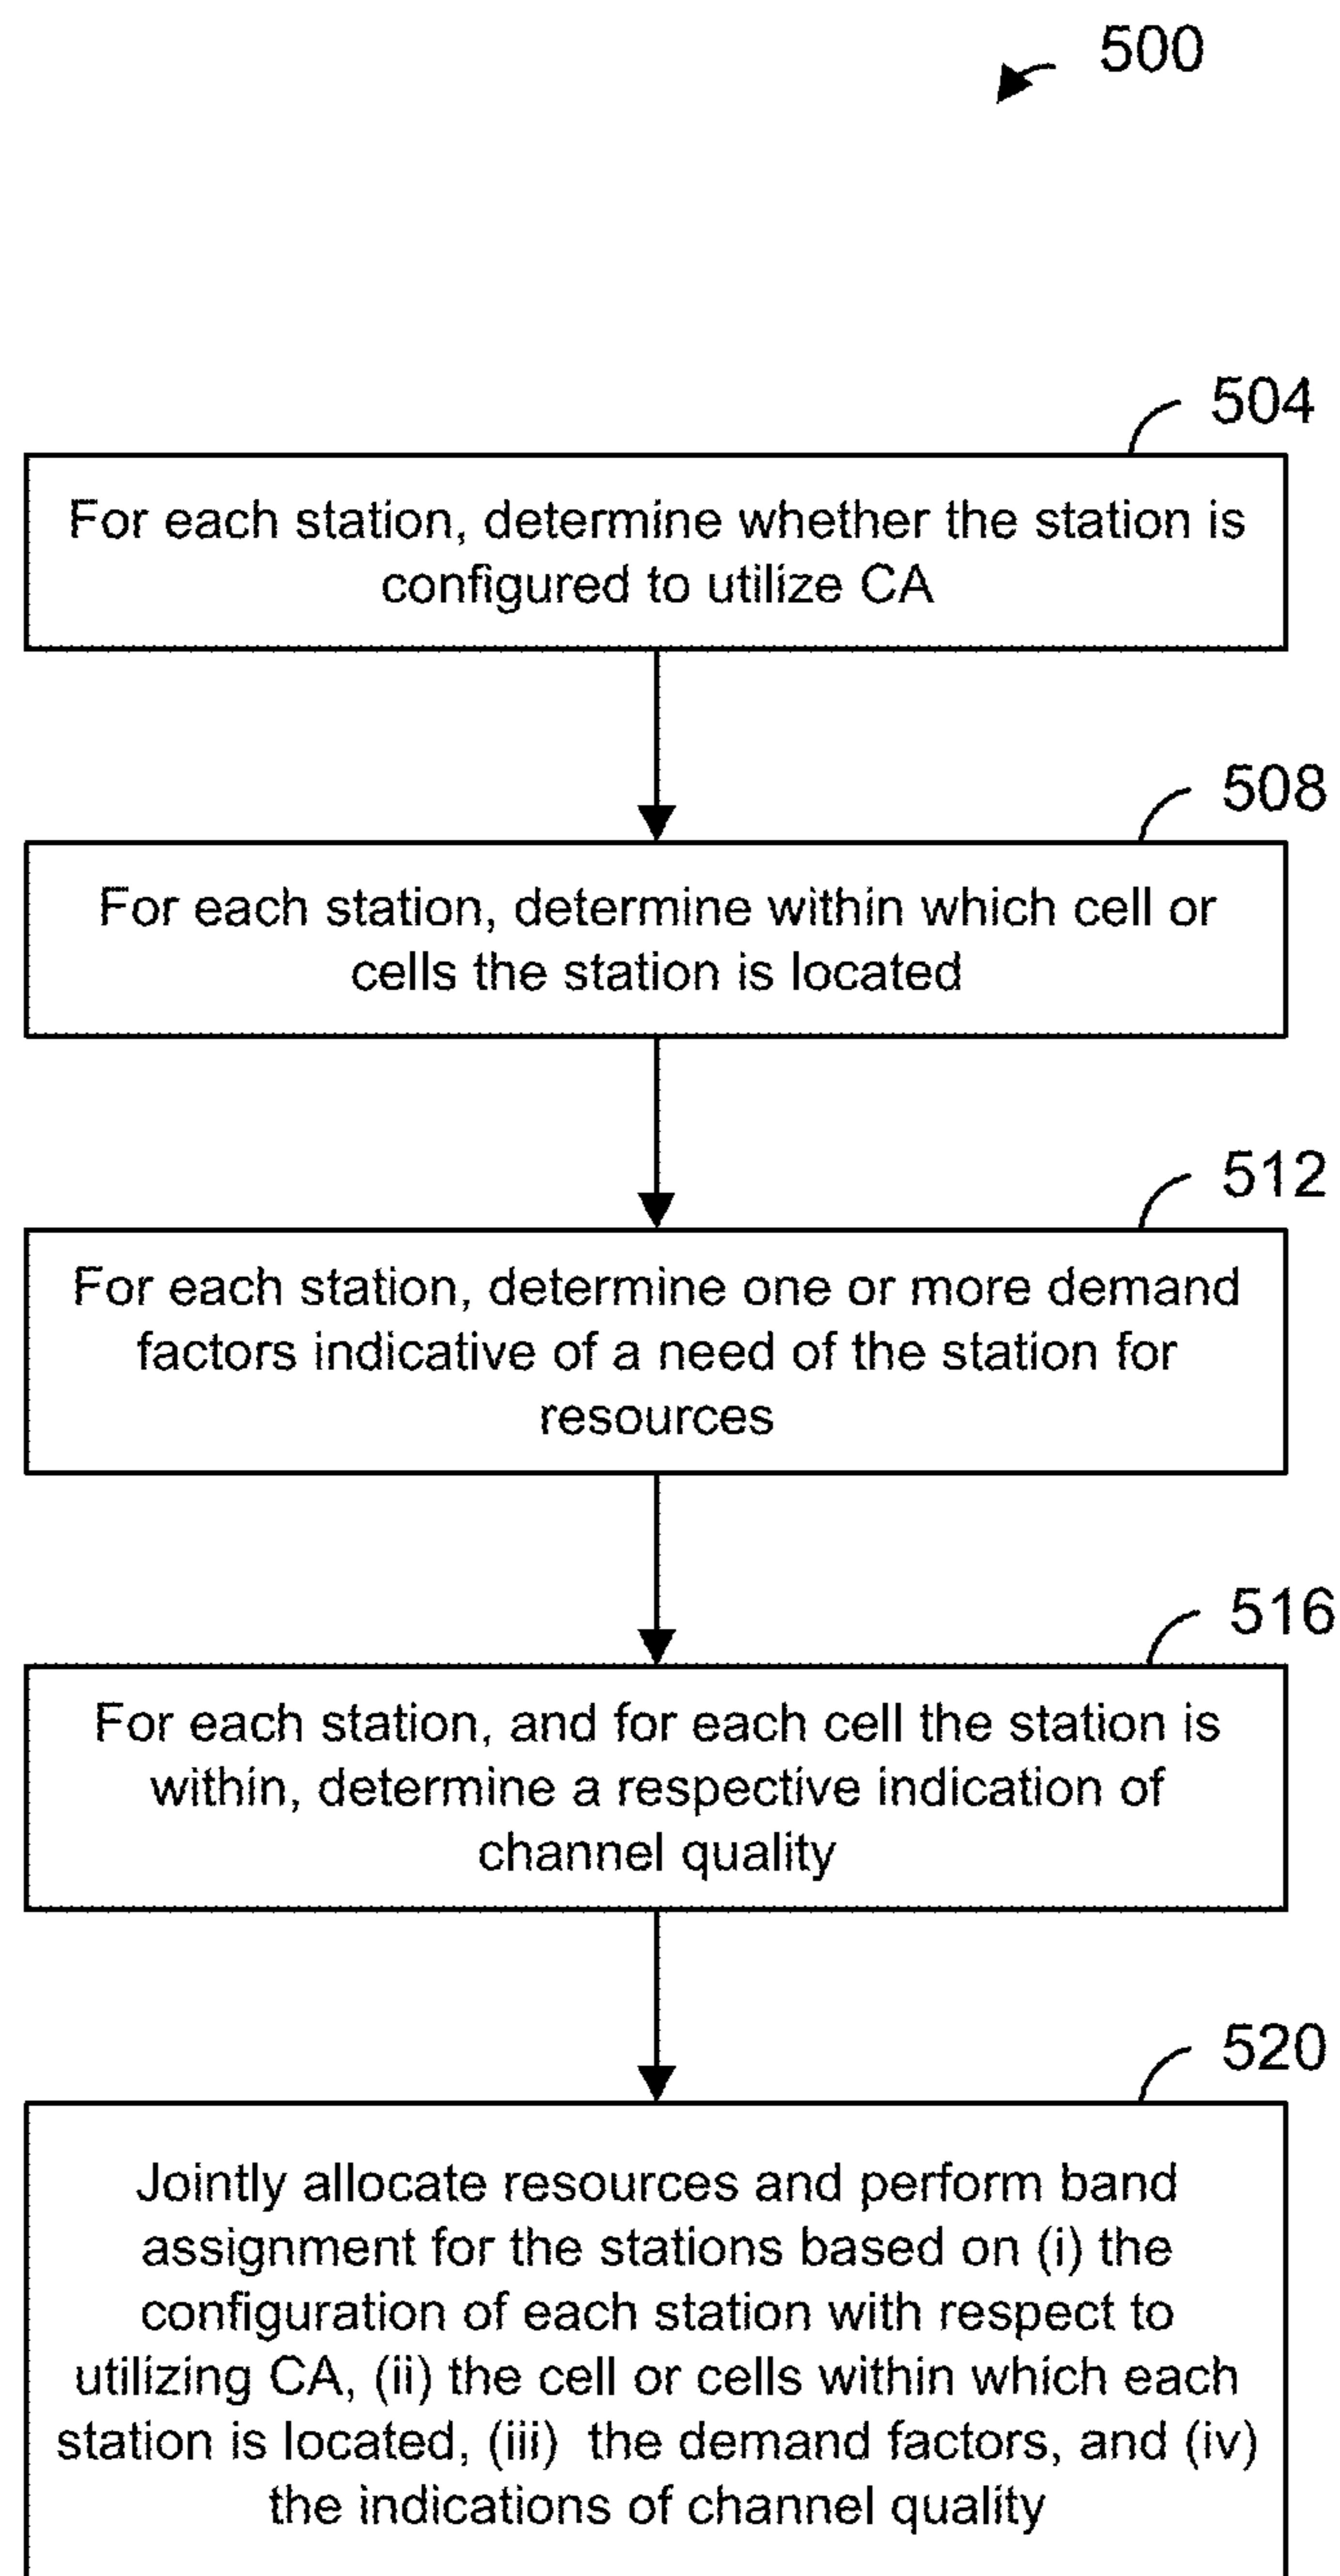 500
504
For each station, determine whether the station is
configured to utilize CA
508
For each station, determine within which cell or
cells the station is located
512
For each station, determine one or more demand
factors indicative of a need of the station for
resources
516
For each station, and for each cell the station is
within, determine a respective indication of
channel quality
520
Jointly allocate resources and perform band
assignment for the stations based on (i) the
configuration of each station with respect to
utilizing CA, (ii) the cell or cells within which each
station is located, (iii) the demand factors, and (iv)
the indications of channel quality